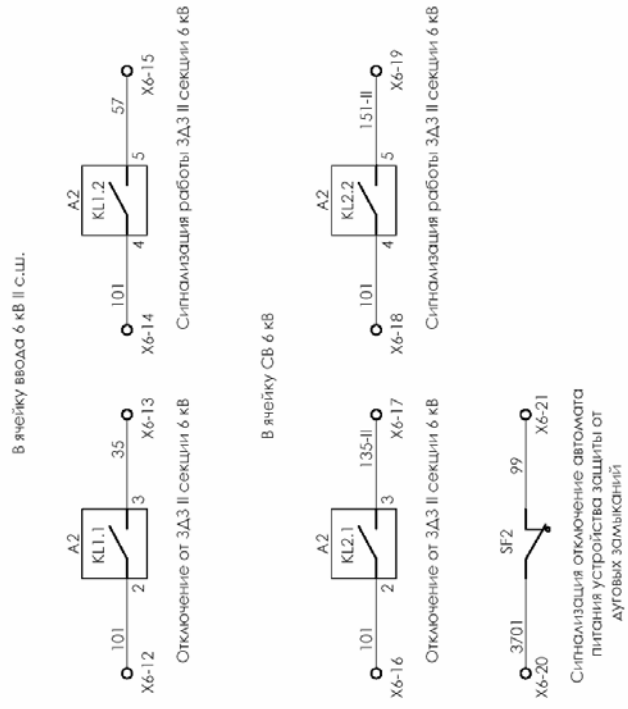 В ячейку ввода 6 кВ II с.ш.
A2
KL1.1
101
35
2
3
X6-12
X6-13
Отключение от ЗДЗ II секции 6 кВ
A2
KL1.2
101
57
4
5
X6-14
X6-15
Сигнализация работы ЗДЗ II секции 6 кВ
В ячейку СВ 6 кВ
A2
KL2.1
101
135-II
2
3
X6-16
X6-17
Отключение от ЗДЗ II секции 6 кВ
A2
KL2.2
101
151-II
4
5
X6-18
X6-19
Сигнализация работы ЗДЗ II секции 6 кВ
SF2
3701
99
X6-20
X6-21
Сигнализация отключение автомата
питания устройства защиты от
дуговых замыканий